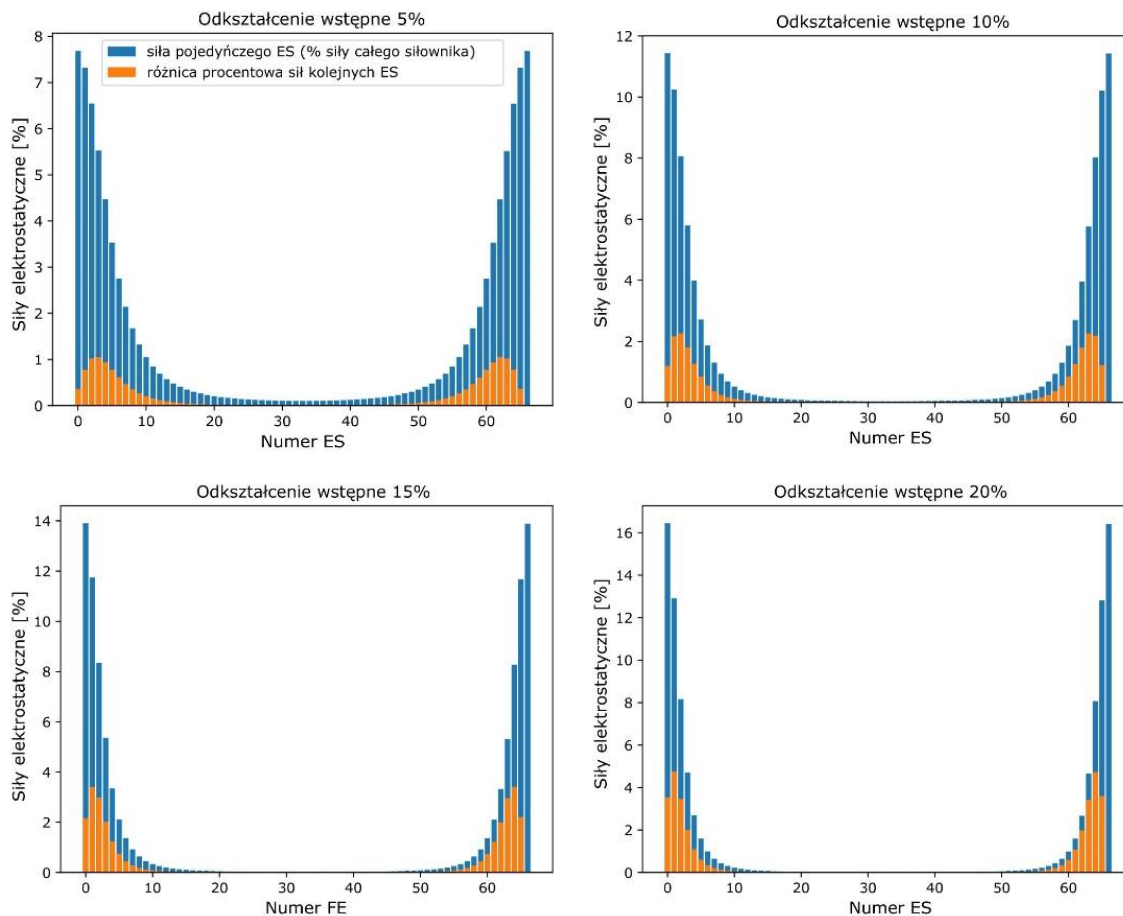 Odkształcenie wstępne 5%
siła pojedyńczego ES (% siły całego siłownika)
różnica procentowa sił kolejnych ES
Siły elektrostatyczne [%]
8
7
6
5
4
3
2
1
0
0 10 20 30 40 50 60
Numer ES
Odkształcenie wstępne 10%
Siły elektrostatyczne [%]
12
10
8
6
4
2
0
0 10 20 30 40 50 60
Numer ES
Odkształcenie wstępne 15%
Siły elektrostatyczne [%]
14
12
10
8
6
4
2
0
0 10 20 30 40 50 60
Numer FE
Odkształcenie wstępne 20%
Siły elektrostatyczne [%]
16
14
12
10
8
6
4
2
0
0 10 20 30 40 50 60
Numer ES